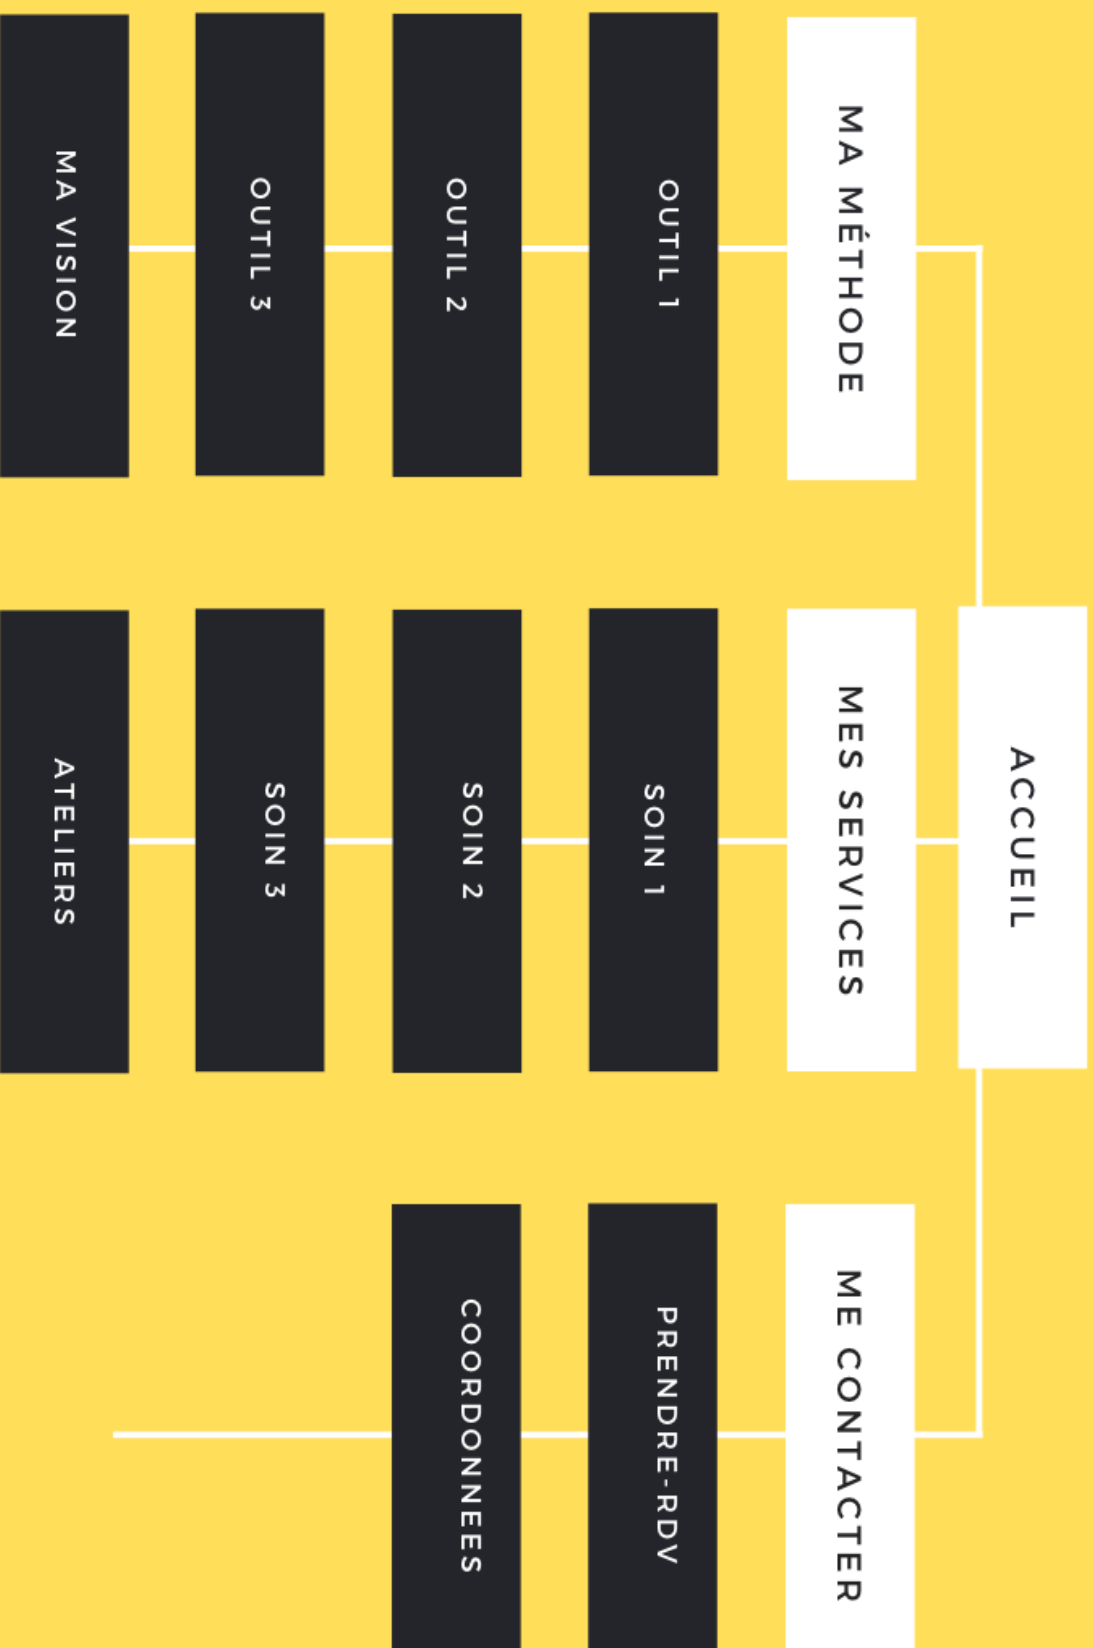 ACCUEIL
MA MÉTHODE
OUTIL 1
OUTIL 2
OUTIL 3
MA VISION
MES SERVICES
SOIN 1
SOIN 2
SOIN 3
ATELIERS
ME CONTACTER
PRENDRE-RDV
COORDONNEES